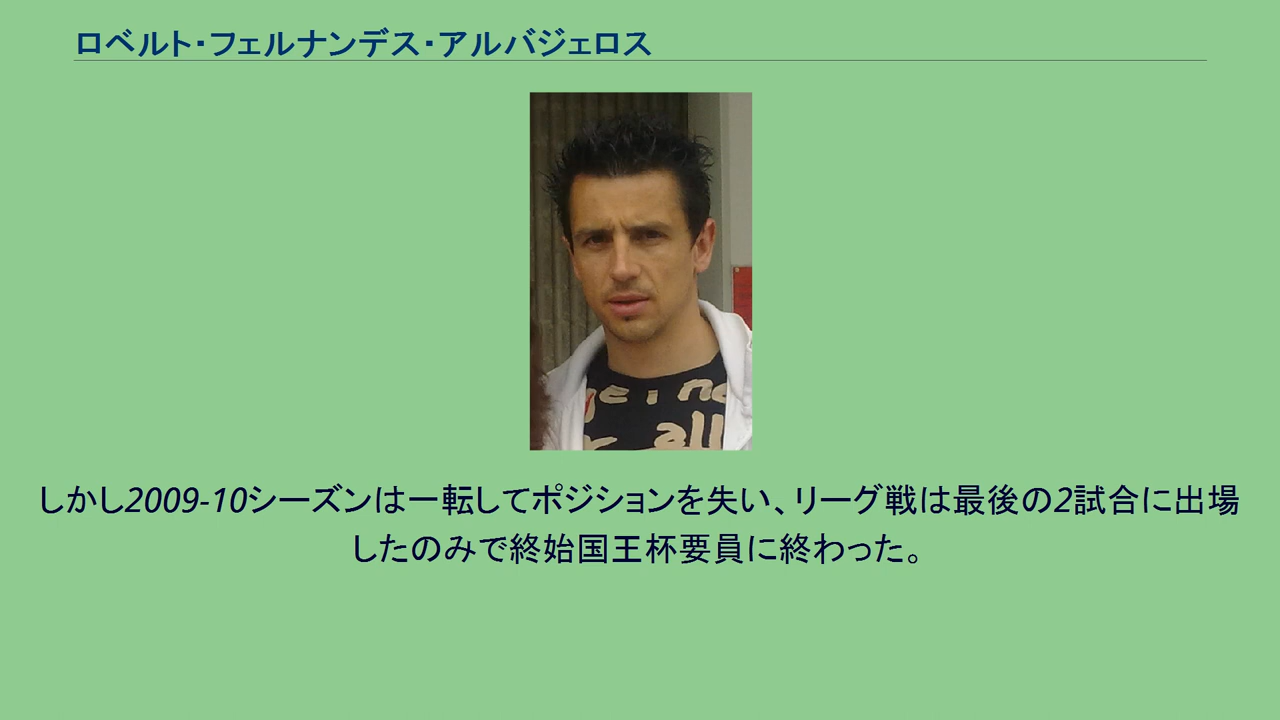 ロベルト・フェルナンデス・アルバジェロス
eine
r all
しかし2009-10シーズンは一転してポジションを失い、リーグ戦は最後の2試合に出場
したのみで終始国王杯要員に終わった。